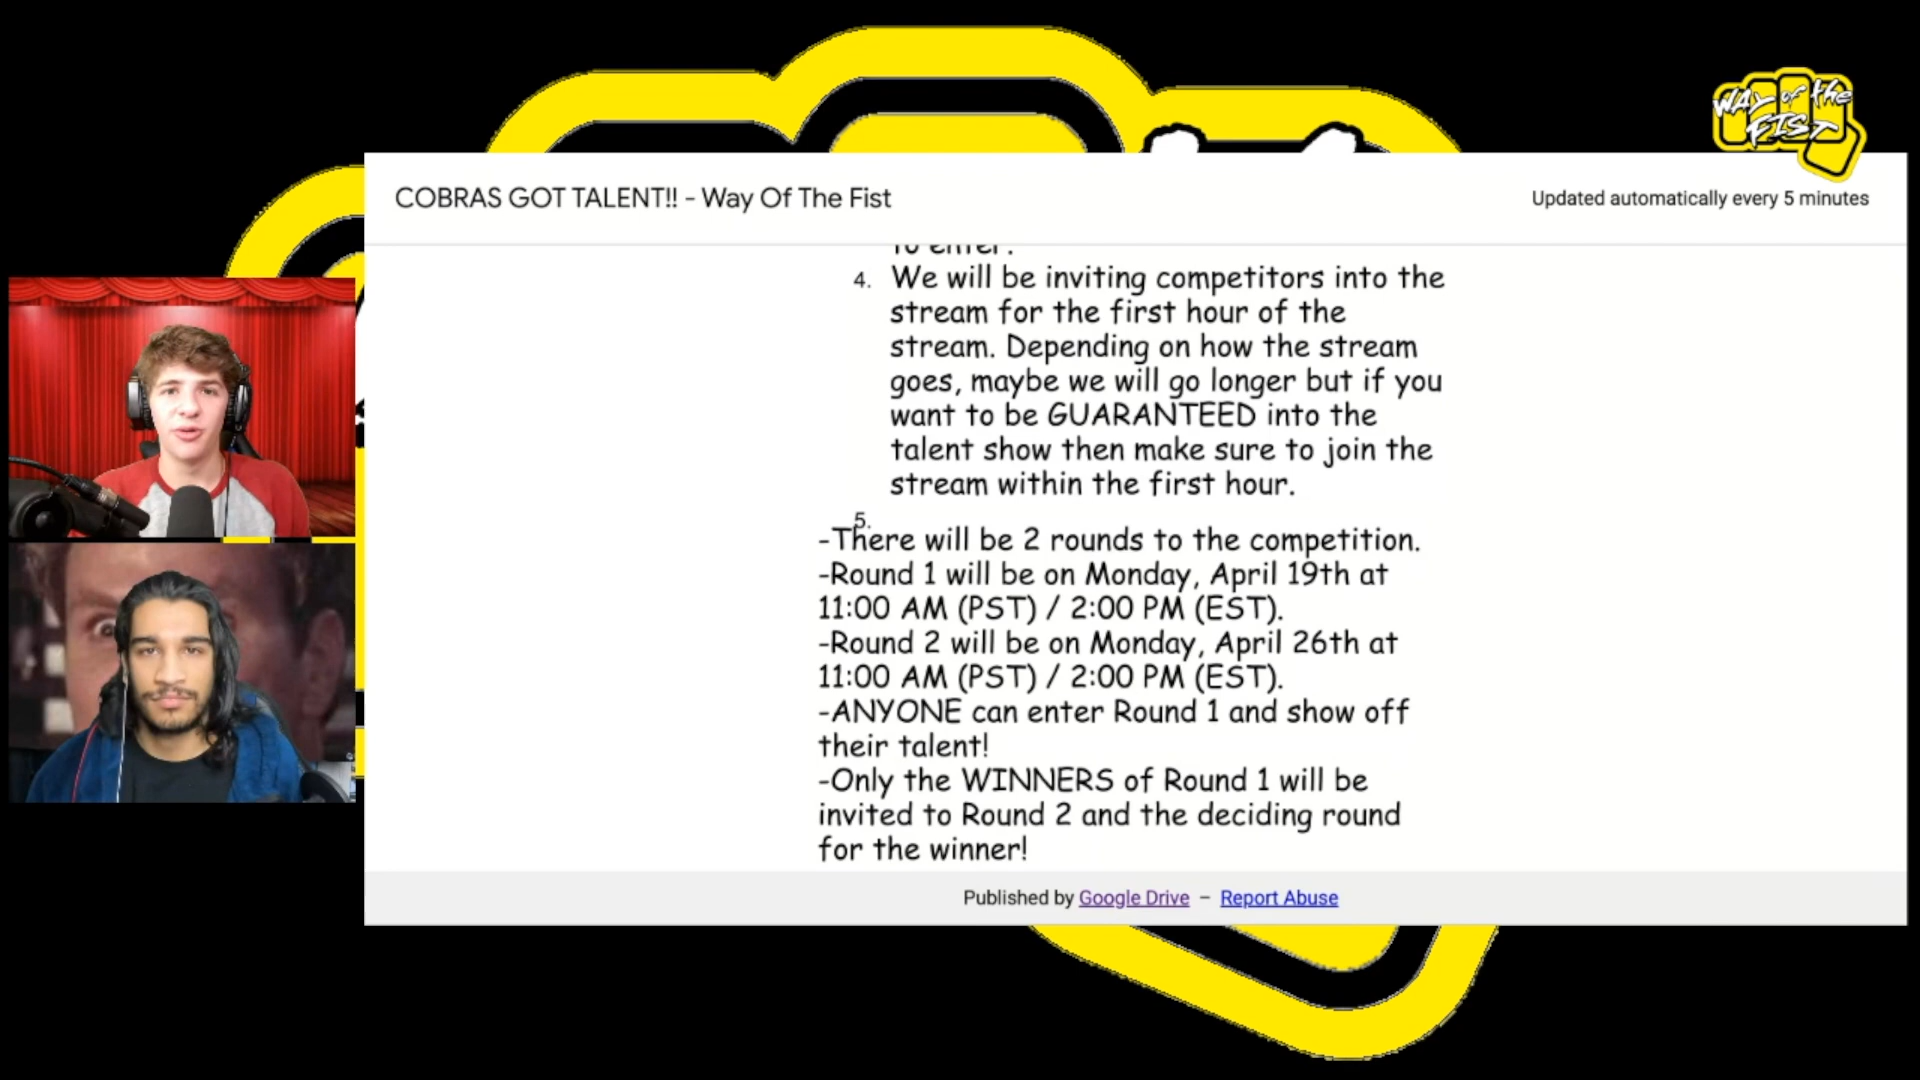 WAY of the
FIST
COBRAS GOT TALENT!! - Way Of The Fist
Updated automatically every 5 minutes
to enter.
4. We will be inviting competitors into the
stream for the first hour of the
stream. Depending on how the stream
goes, maybe we will go longer but if you
want to be GUARANTEED into the
talent show then make sure to join the
stream within the first hour.
5.
-There will be 2 rounds to the competition.
-Round 1 will be on Monday, April 19th at
11:00 AM (PST) / 2:00 PM (EST).
-Round 2 will be on Monday, April 26th at
11:00 AM (PST) / 2:00 PM (EST).
-ANYONE can enter Round 1 and show off
their talent!
-Only the WINNERS of Round 1 will be
invited to Round 2 and the deciding round
for the winner!
Published by Google Drive – Report Abuse